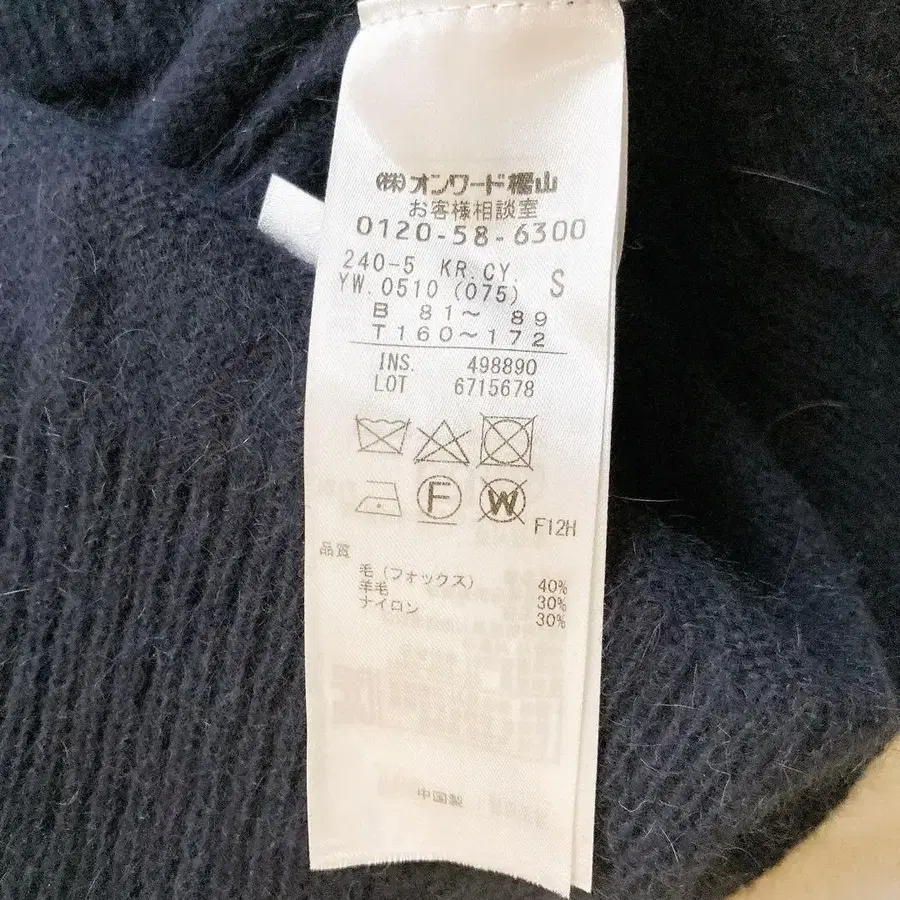 ㈱オンワード樫山
お客様相談室
0120-58-6300
240-5 KR.CY. S
YW.0510 (075)
B 81～ 89
T160～172
INS. 498890
LOT 6715678
F
W
F12H
品質
毛(フォックス) 40%
羊毛 30%
ナイロン 30%
中国製